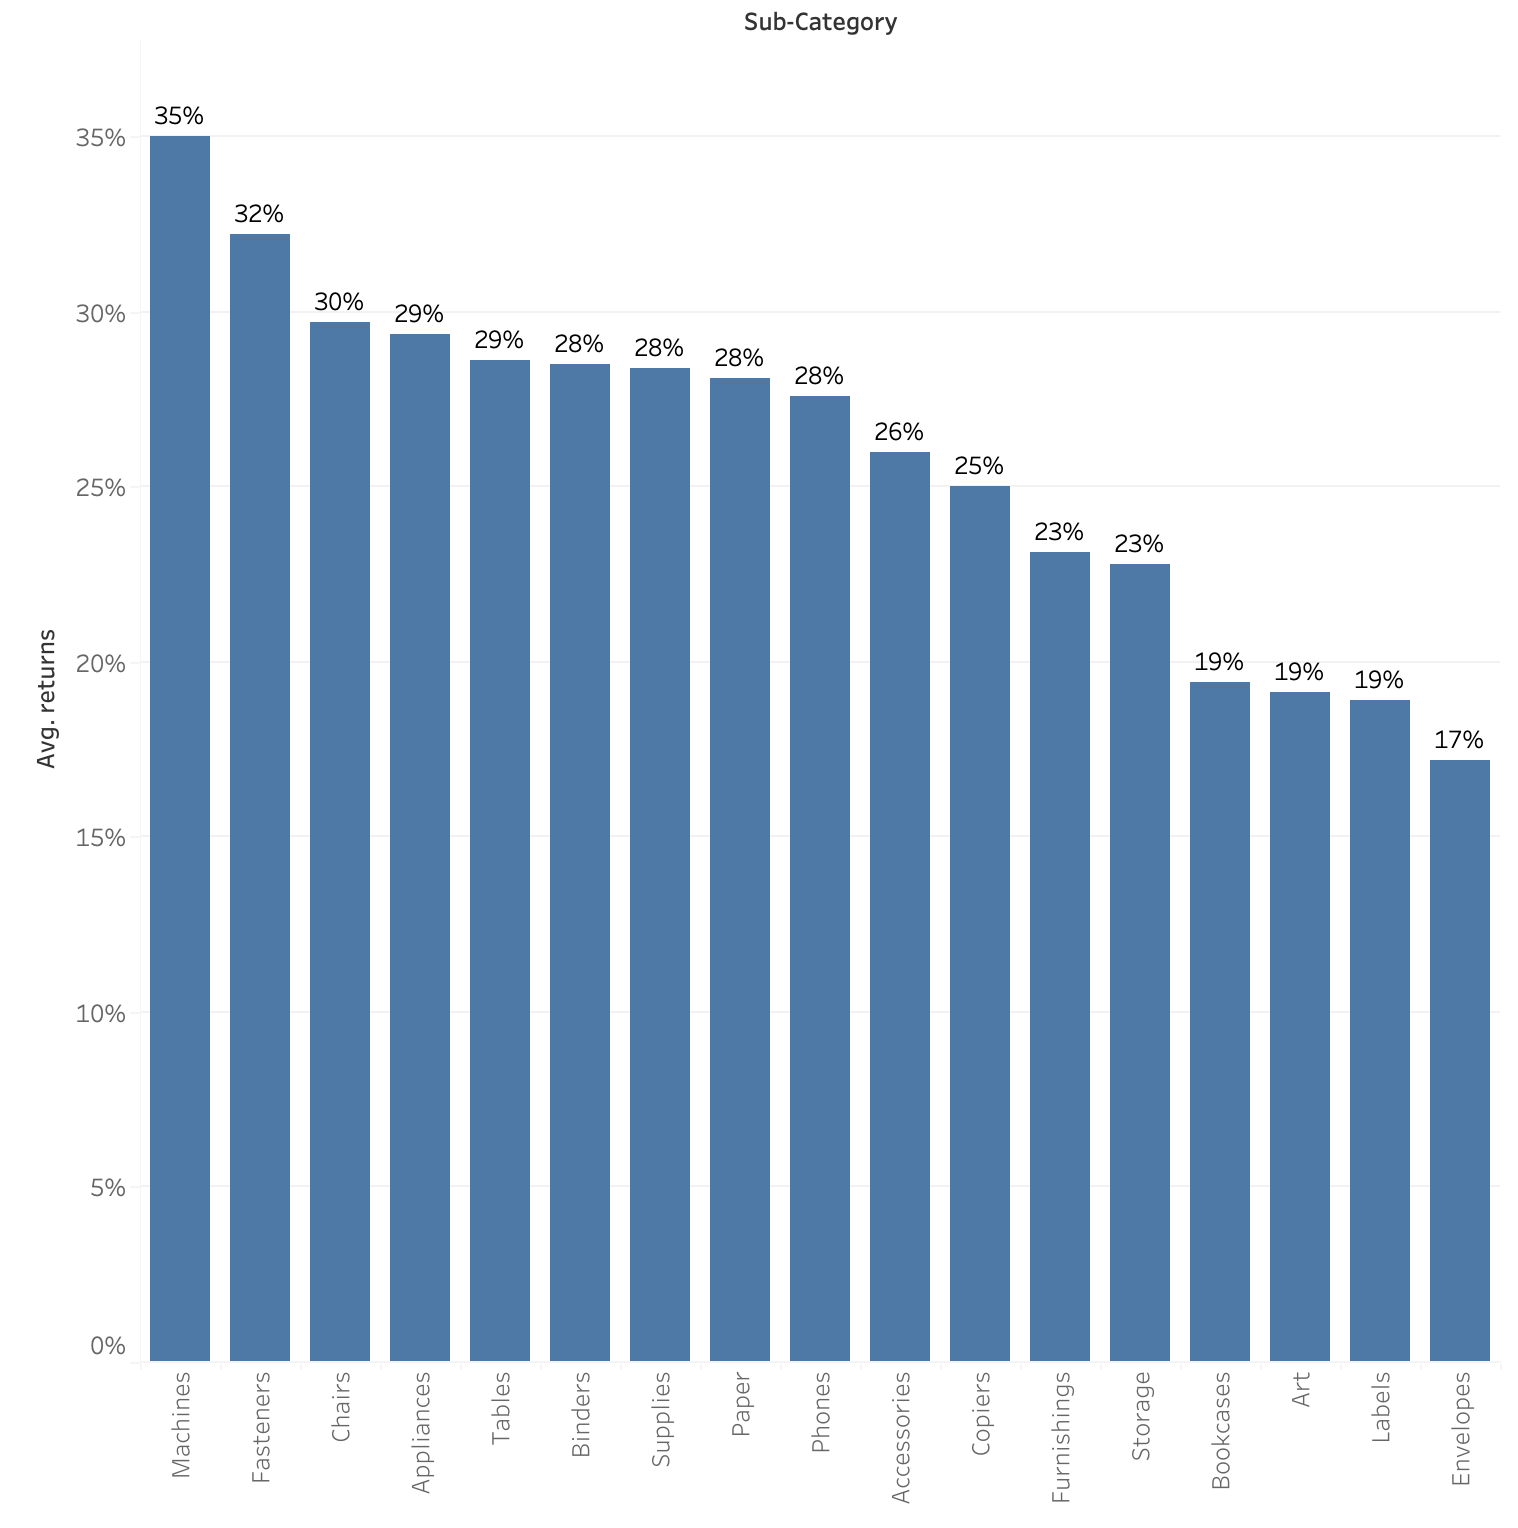 Sub-Category
Avg. returns
35%
30%
25%
20%
15%
10%
5%
0%
35%
32%
30%
29%
29%
28%
28%
28%
28%
26%
25%
23%
23%
19%
19%
19%
17%
Machines
Fasteners
Chairs
Appliances
Tables
Binders
Supplies
Paper
Phones
Accessories
Copiers
Furnishings
Storage
Bookcases
Art
Labels
Envelopes